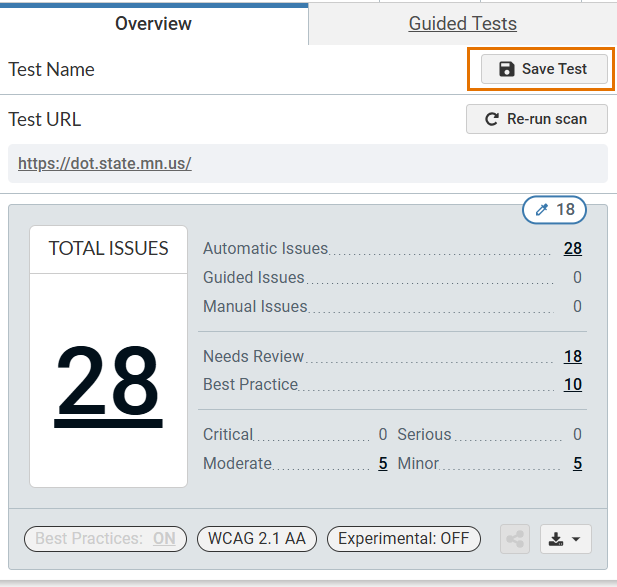 Overview
Guided Tests
Test Name
Save Test
Test URL
Re-run scan
https://dot.state.mn.us/
18
TOTAL ISSUES
28
Automatic Issues 28
Guided Issues 0
Manual Issues 0
Needs Review 18
Best Practice 10
Critical 0 Serious 0
Moderate 5 Minor 5
Best Practices: ON
WCAG 2.1 AA
Experimental: OFF